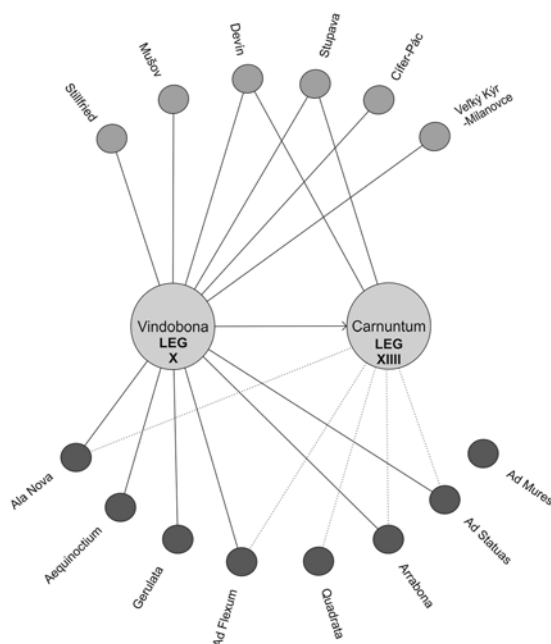 Stillfried
Mušov
Devín
Stupava
Cífer-Pác
Veľký Kýr
-Milanovce
Vindobona
LEG
X
Carnuntum
LEG
XIIII
Ala Nova
Aequinoctium
Gerulata
Ad Flexum
Quadrata
Arrabona
Ad Statuas
Ad Mures